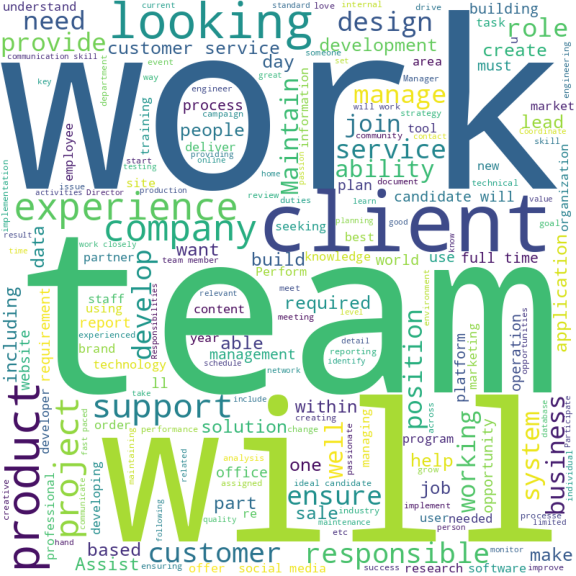 understand
current
standard
love
internal
drive
building
need
looking
design
task
role
provide
customer service
development
communication skill
event
day
area
create
key
way
great
someone
set
Manager
must
engineering
department
work
engineer
process
campaign
people
deliver
providing
online
will work
manage
strategy
tool
community
contact
join
information
market
lead
Coordinate
skill
employee
training
start
testing
home
Maintain
passion
service
document
ability
new
technical
organization
implementation
issue
site
activities
Director
production
review
duties
plan
learn
candidate will
value
experience
company
seeking
planning
good
client
know
goal
result
time
data
work closely
partner
want
team member
build
knowledge
best
world
use
full time
application
Perform
staff
using
report
experienced
develop
Responsibilities
team
relevant
content
meet
meeting
required
level
environment
including
website
requirement
brand
technology
year
able
management
schedule
network
detail
reporting
identify
position
platform
marketing
operation
opportunities
ll
take
include
across
product
developer
project
fast paced
support
order
performance
solution
change
creating
within
well
managing
program
working
opportunity
system
database
business
Participate
individual
creative
professional
communicate
developing
maintaining
will
related
analysis
assigned
office
one
passionate
ideal candidate
ensure
help
grow
job
implement
hand
based
Assist
ensuring
following
part
quality
re
sale
industry
maintenance
etc
user
needed
person
processe
limited
customer
offer
social media
responsible
success
research
software
monitor
make
improve